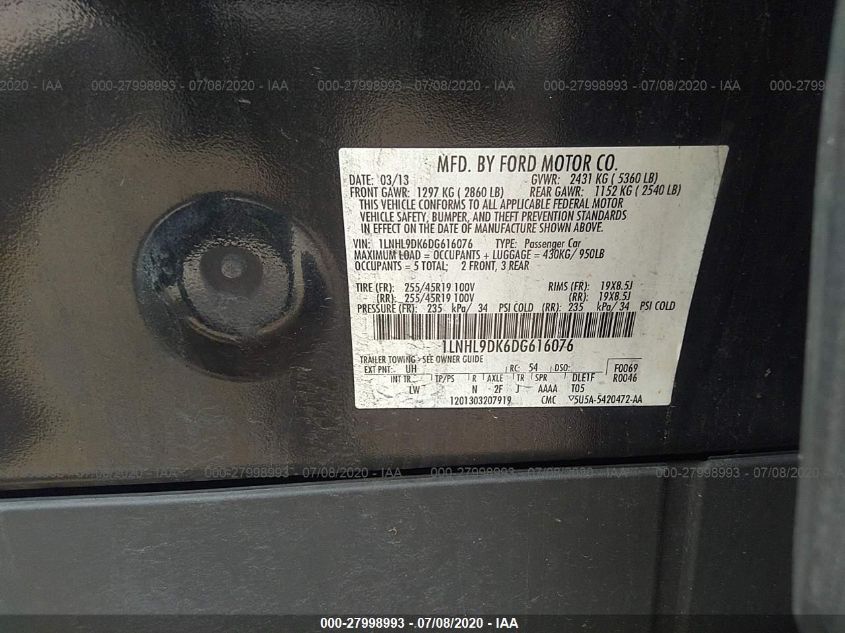 000-27998993 - 07/08/2020 - IAA
MFD. BY FORD MOTOR CO.
DATE: 03/13 GVWR: 2431 KG ( 5360 LB)
FRONT GAWR: 1297 KG ( 2860 LB) REAR GAWR: 1152 KG ( 2540 LB)
THIS VEHICLE CONFORMS TO ALL APPLICABLE FEDERAL MOTOR
VEHICLE SAFETY, BUMPER, AND THEFT PREVENTION STANDARDS
IN EFFECT ON THE DATE OF MANUFACTURE SHOWN ABOVE.
VIN: 1LNHL9DK6DG616076 TYPE: Passenger Car
MAXIMUM LOAD = OCCUPANTS + LUGGAGE = 430KG/ 950LB
OCCUPANTS = 5 TOTAL; 2 FRONT, 3 REAR
TIRE (FR): 255/45R19 100V RIMS (FR): 19X8.5J
(RR): 255/45R19 100V (RR): 19X8.5J
PRESSURE (FR): 235 kPa/ 34 PSI COLD (RR): 235 kPa/ 34 PSI COLD
1LNHL9DK6DG616076
TRAILER TOWING - SEE OWNER GUIDE
EXT PNT: UH RC: 54 DSO: F0069
INT TR TP/PS R AXLE TR SPR DLETF R0046
LW N 2F J AAAA T05
1201303207919 CMC 5U5A-5420472-AA
000-27998993 - 07/08/2020 - IAA
000-27998993 - 07/08/2020 - IAA